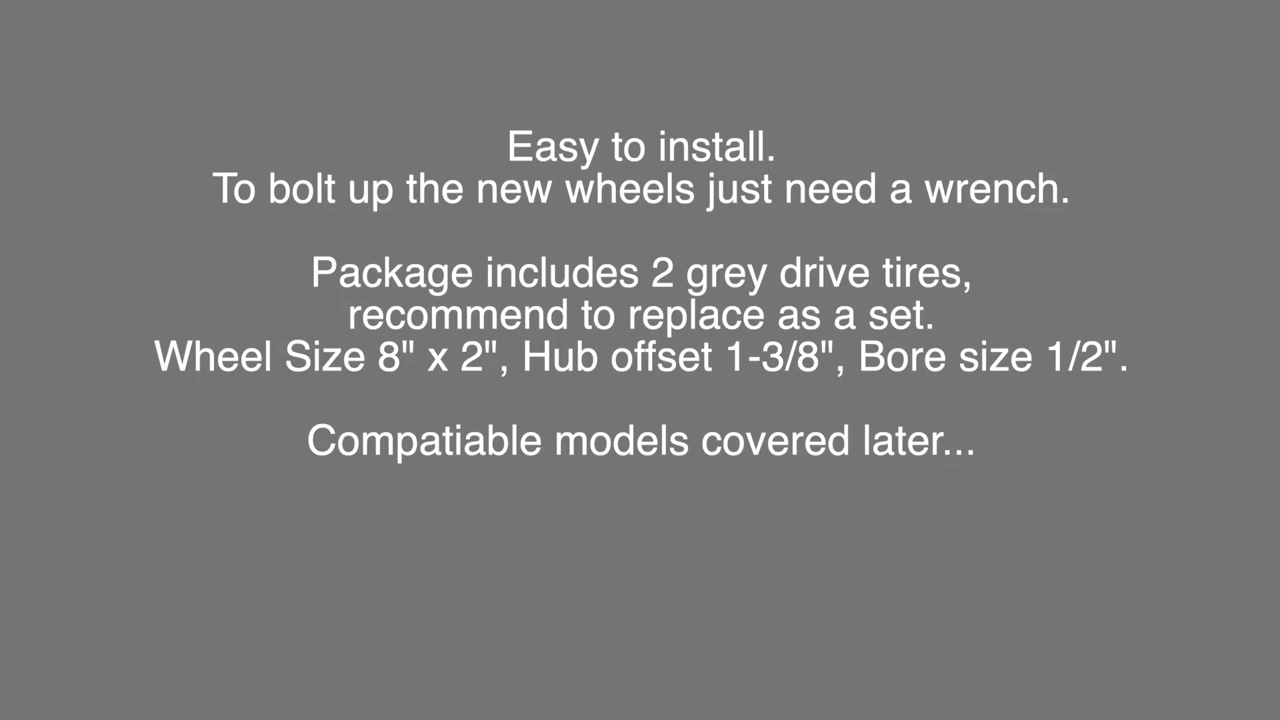 Easy to install.
To bolt up the new wheels just need a wrench.
Package includes 2 grey drive tires,
recommend to replace as a set.
Wheel Size 8" x 2", Hub offset 1-3/8", Bore size 1/2".
Compatiable models covered later...